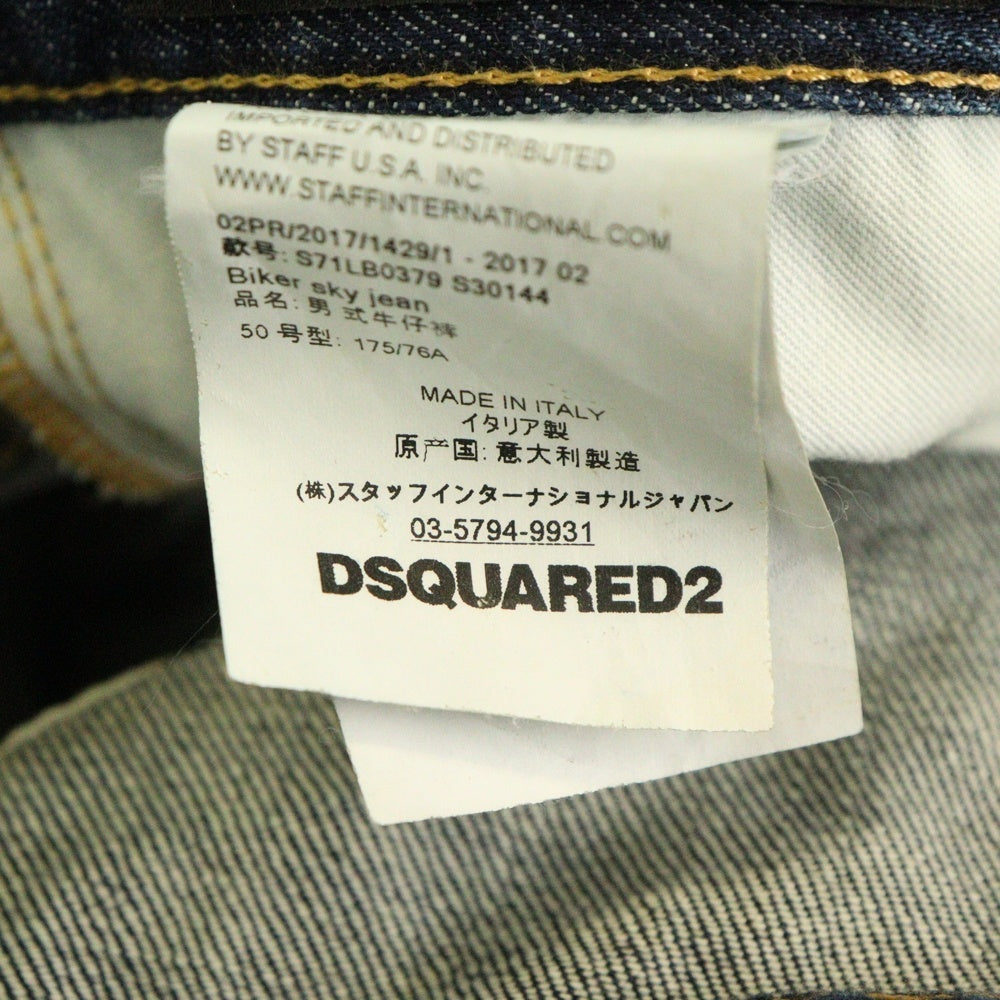 IMPORTED AND DISTRIBUTED
BY STAFF U.S.A. INC.
WWW.STAFFINTERNATIONAL.COM
02PR/2017/1429/1 - 2017 02
款号: S71LB0379 S30144
Biker sky jean
品名: 男式牛仔裤
50 号型: 175/76A
MADE IN ITALY
イタリア製
原产国: 意大利製造
(株)スタッフインターナショナルジャパン
03-5794-9931
DSQUARED2